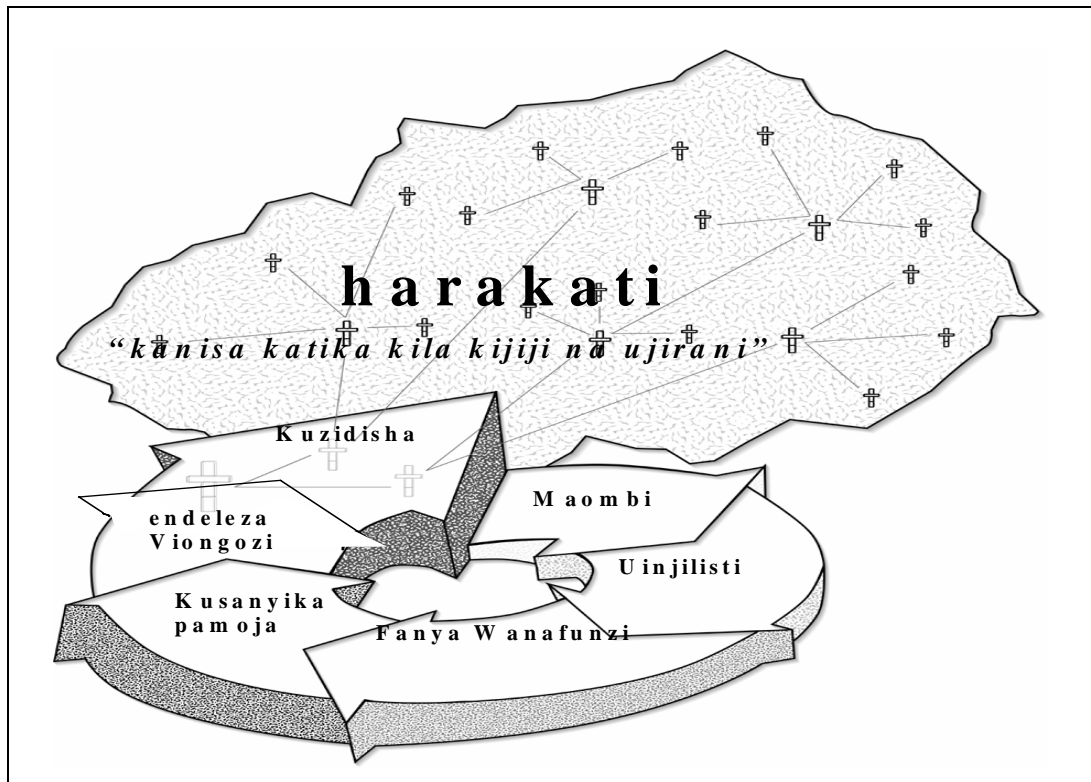 harakati
“kanisa katika kila kijiji na ujirani”
Kuzidisha
Maombi
endeleza
Viongozi
Uinjilisti
Kusanyika
pamoja
Fanya Wanafunzi